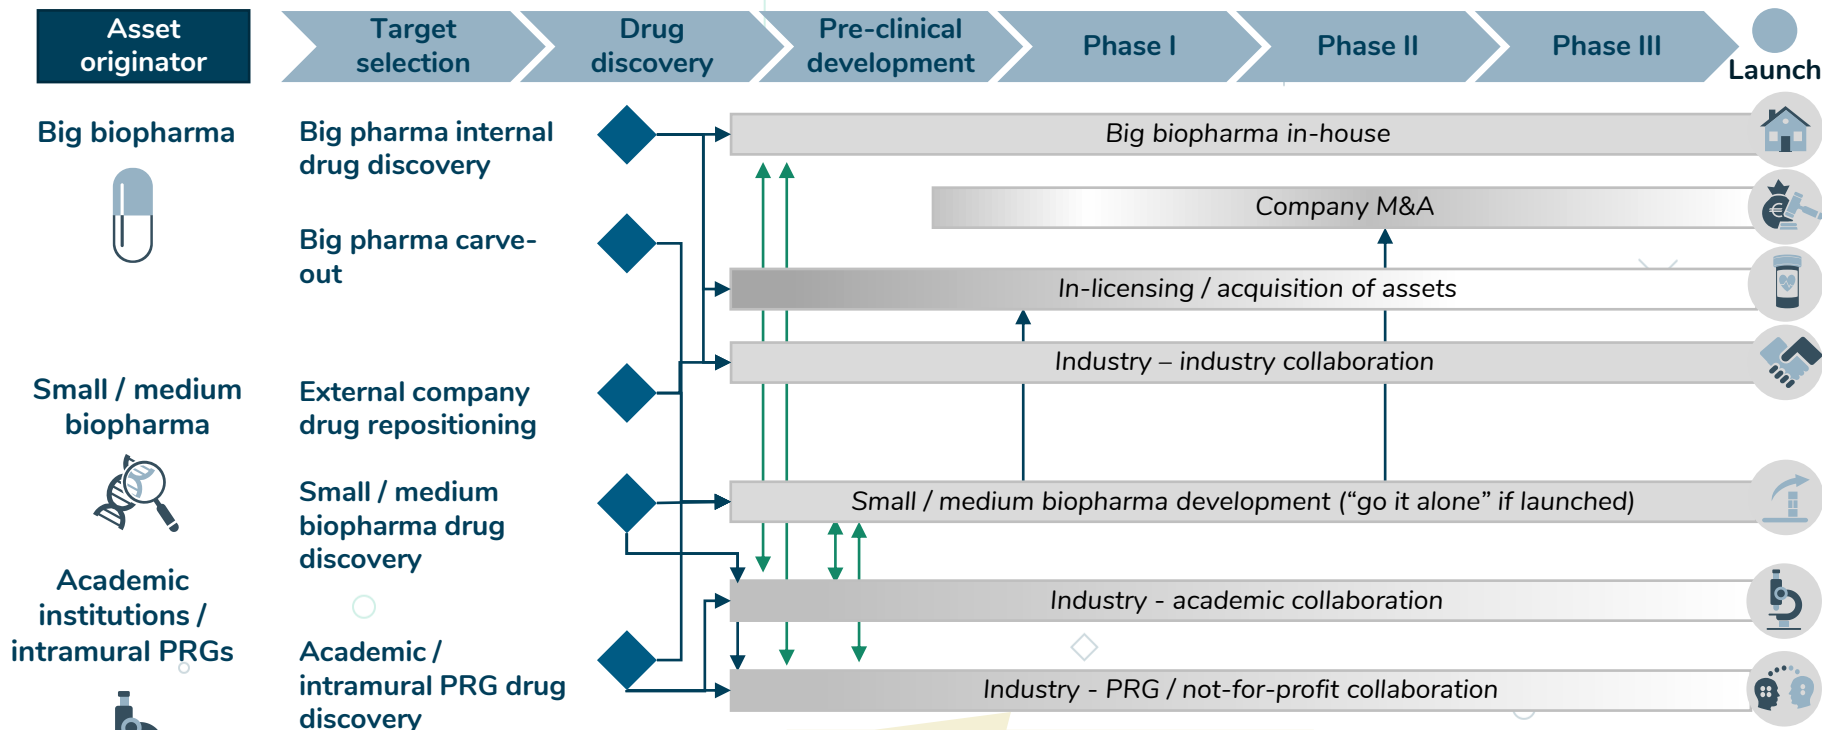 Asset
originator
Target
selection
Drug
discovery
Pre-clinical
development
Phase I
Phase II
Phase III
Launch
Big biopharma
Big pharma internal
drug discovery
Big biopharma in-house
Company M&A
Big pharma carve-
out
In-licensing / acquisition of assets
Industry – industry collaboration
Small / medium
biopharma
External company
drug repositioning
Small / medium
biopharma drug
discovery
Small / medium biopharma development (“go it alone” if launched)
Academic
institutions /
intramural PRGs
Industry - academic collaboration
Academic /
intramural PRG drug
discovery
Industry - PRG / not-for-profit collaboration
€